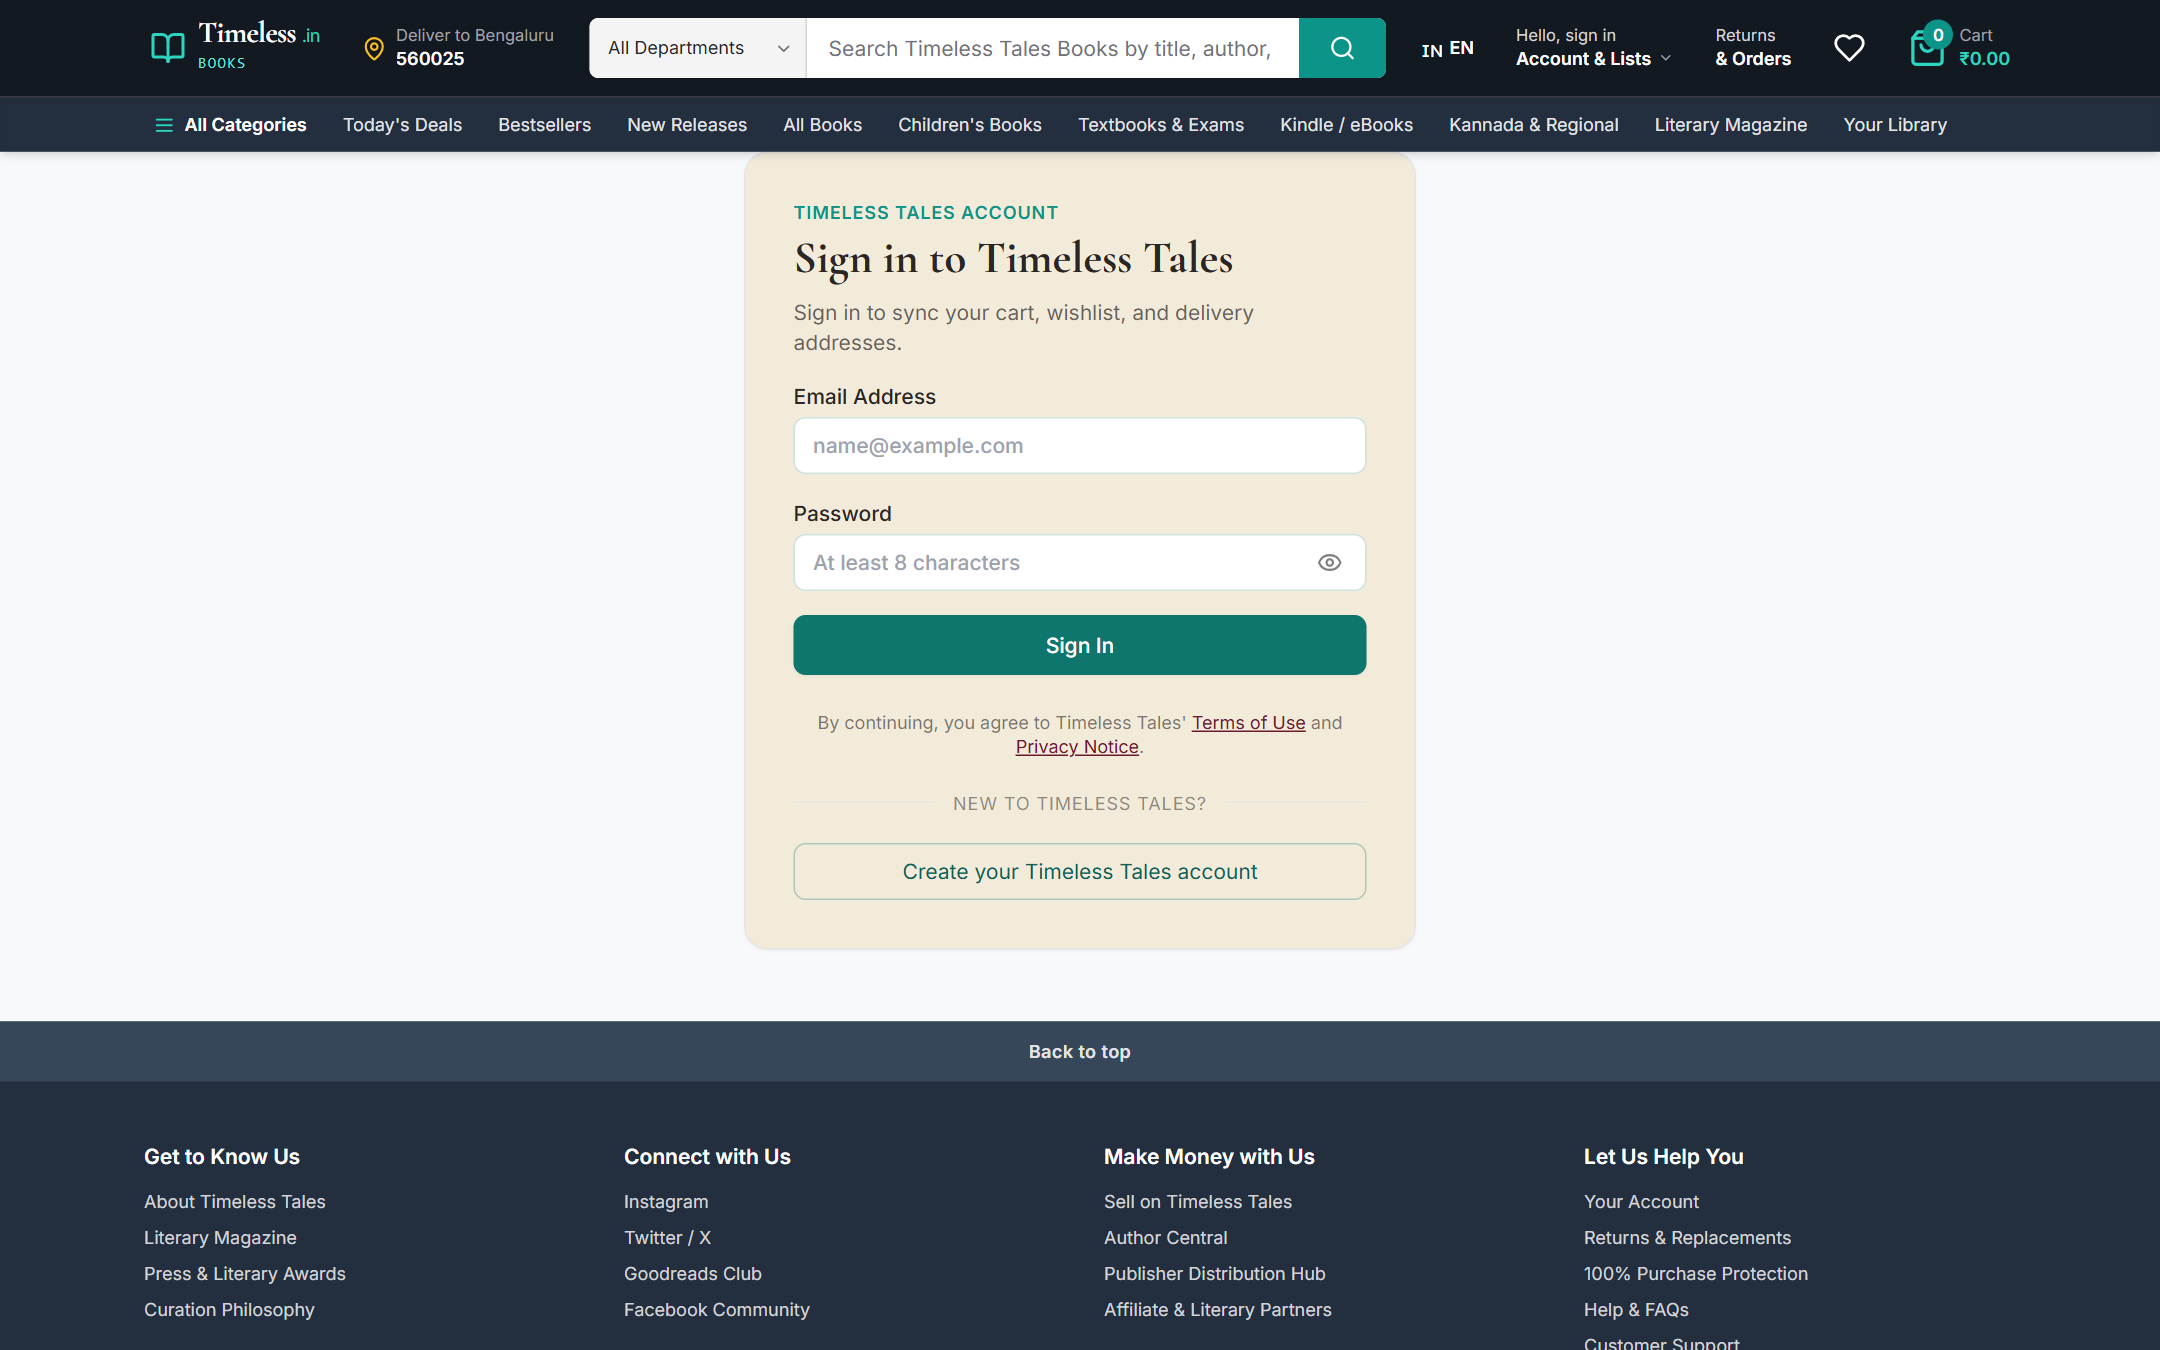 Timeless .in
BOOKS
Deliver to Bengaluru
560025
All Departments
Search Timeless Tales Books by title, author,
IN EN
Hello, sign in
Account & Lists
Returns
& Orders
0
Cart
₹0.00
All Categories
Today's Deals
Bestsellers
New Releases
All Books
Children's Books
Textbooks & Exams
Kindle / eBooks
Kannada & Regional
Literary Magazine
Your Library
TIMELESS TALES ACCOUNT
Sign in to Timeless Tales
Sign in to sync your cart, wishlist, and delivery
addresses.
Email Address
name@example.com
Password
At least 8 characters
Sign In
By continuing, you agree to Timeless Tales' Terms of Use and
Privacy Notice.
NEW TO TIMELESS TALES?
Create your Timeless Tales account
Back to top
Get to Know Us
About Timeless Tales
Literary Magazine
Press & Literary Awards
Curation Philosophy
Connect with Us
Instagram
Twitter / X
Goodreads Club
Facebook Community
Make Money with Us
Sell on Timeless Tales
Author Central
Publisher Distribution Hub
Affiliate & Literary Partners
Let Us Help You
Your Account
Returns & Replacements
100% Purchase Protection
Help & FAQs
Customer Support